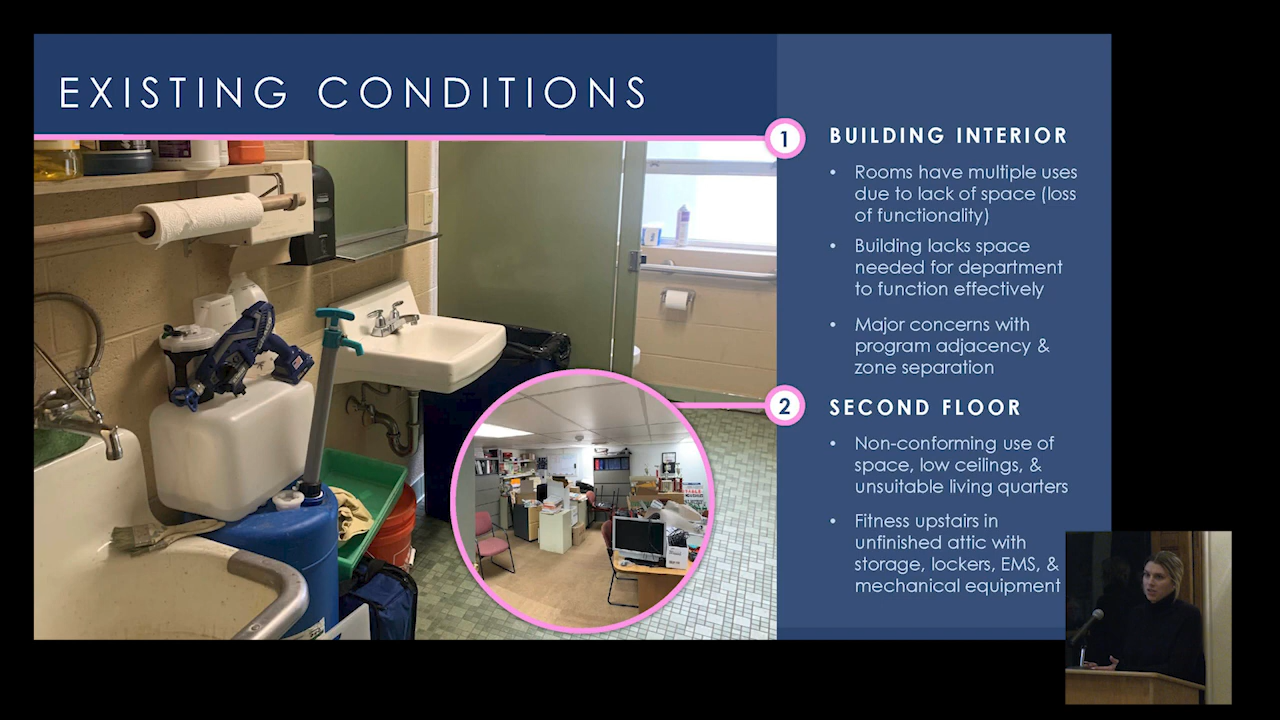 EXISTING CONDITIONS
1
BUILDING INTERIOR
• Rooms have multiple uses
due to lack of space (loss
of functionality)
• Building lacks space
needed for department
to function effectively
• Major concerns with
program adjacency &
zone separation
2
SECOND FLOOR
• Non-conforming use of
space, low ceilings, &
unsuitable living quarters
• Fitness upstairs in
unfinished attic with
storage, lockers, EMS, &
mechanical equipment